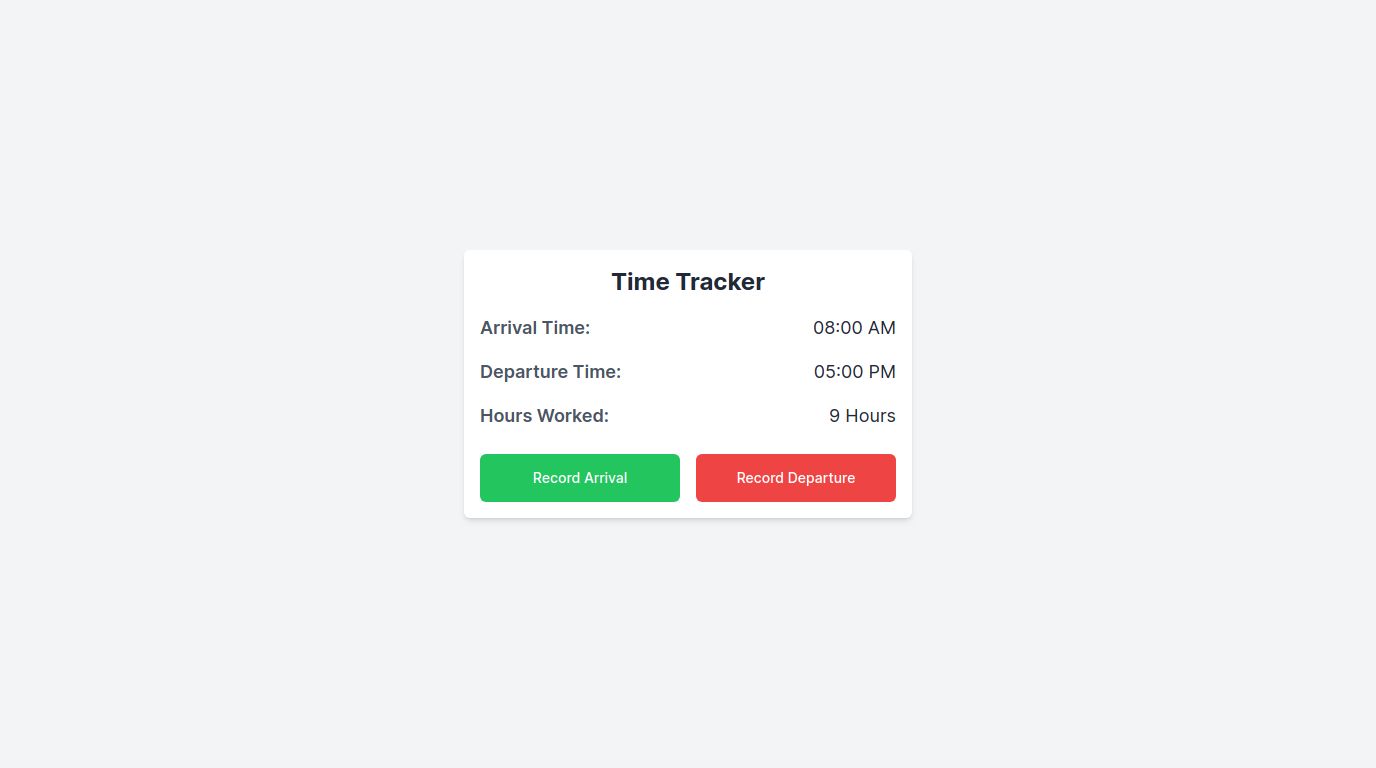 Time Tracker
Arrival Time: 08:00 AM
Departure Time: 05:00 PM
Hours Worked: 9 Hours
Record Arrival Record Departure